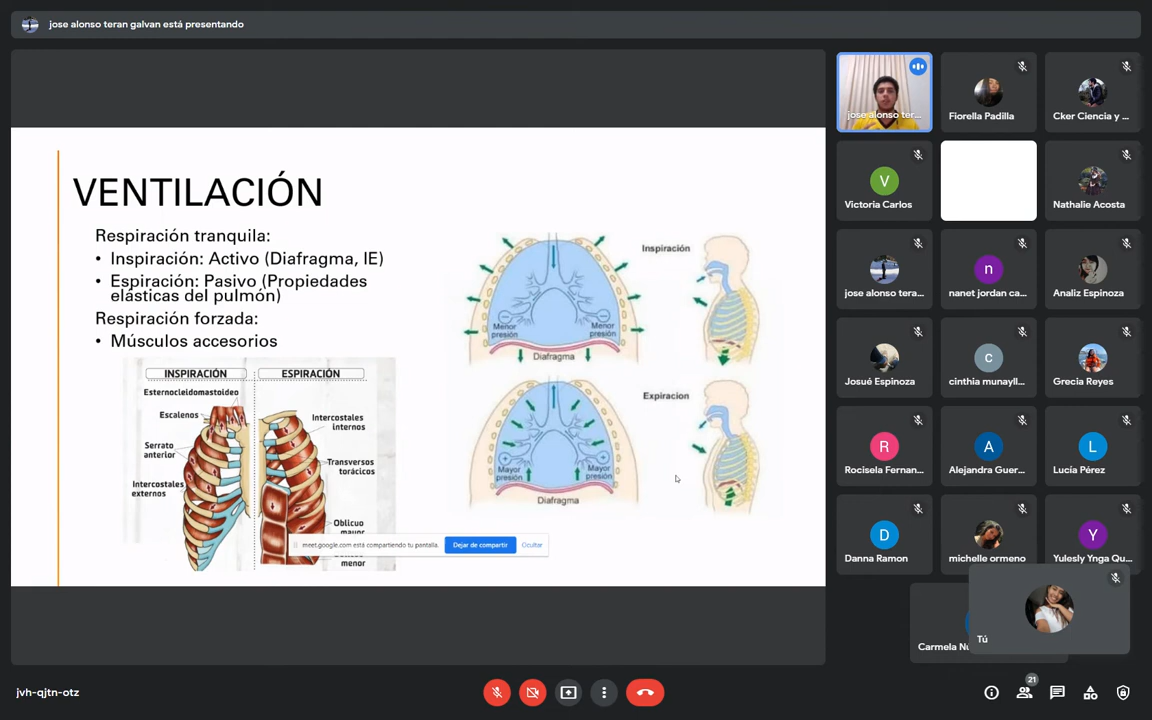 jose alonso teran galvan está presentando
VENTILACIÓN
Respiración tranquila:
• Inspiración: Activo (Diafragma, IE)
• Espiración: Pasivo (Propiedades
elásticas del pulmón)
Respiración forzada:
• Músculos accesorios
INSPIRACIÓN
ESPIRACIÓN
Esternocleidomastoideo
Escalenos
Serrato
anterior
Intercostales
externos
Intercostales
internos
Transversos
torácicos
Oblicuo
menor
Inspiración
Menor
presión
Menor
presión
Diafragma
Expiracion
Mayor
presión
Mayor
presión
Diafragma
meet.google.com está compartiendo tu pantalla.
Dejar de compartir
Ocultar
jose alonso ter...
Fiorella Padilla
Cker Ciencia y ...
V
Victoria Carlos
Nathalie Acosta
jose alonso tera...
n
nanet jordan ca...
Analiz Espinoza
Josué Espinoza
c
cinthia munayll...
Grecia Reyes
R
Rocisela Fernan...
A
Alejandra Guer...
L
Lucía Pérez
D
Danna Ramon
michelle ormeno
Y
Yulesly Ynga Qu...
Carmela
Tú
jvh-qjtn-otz
21